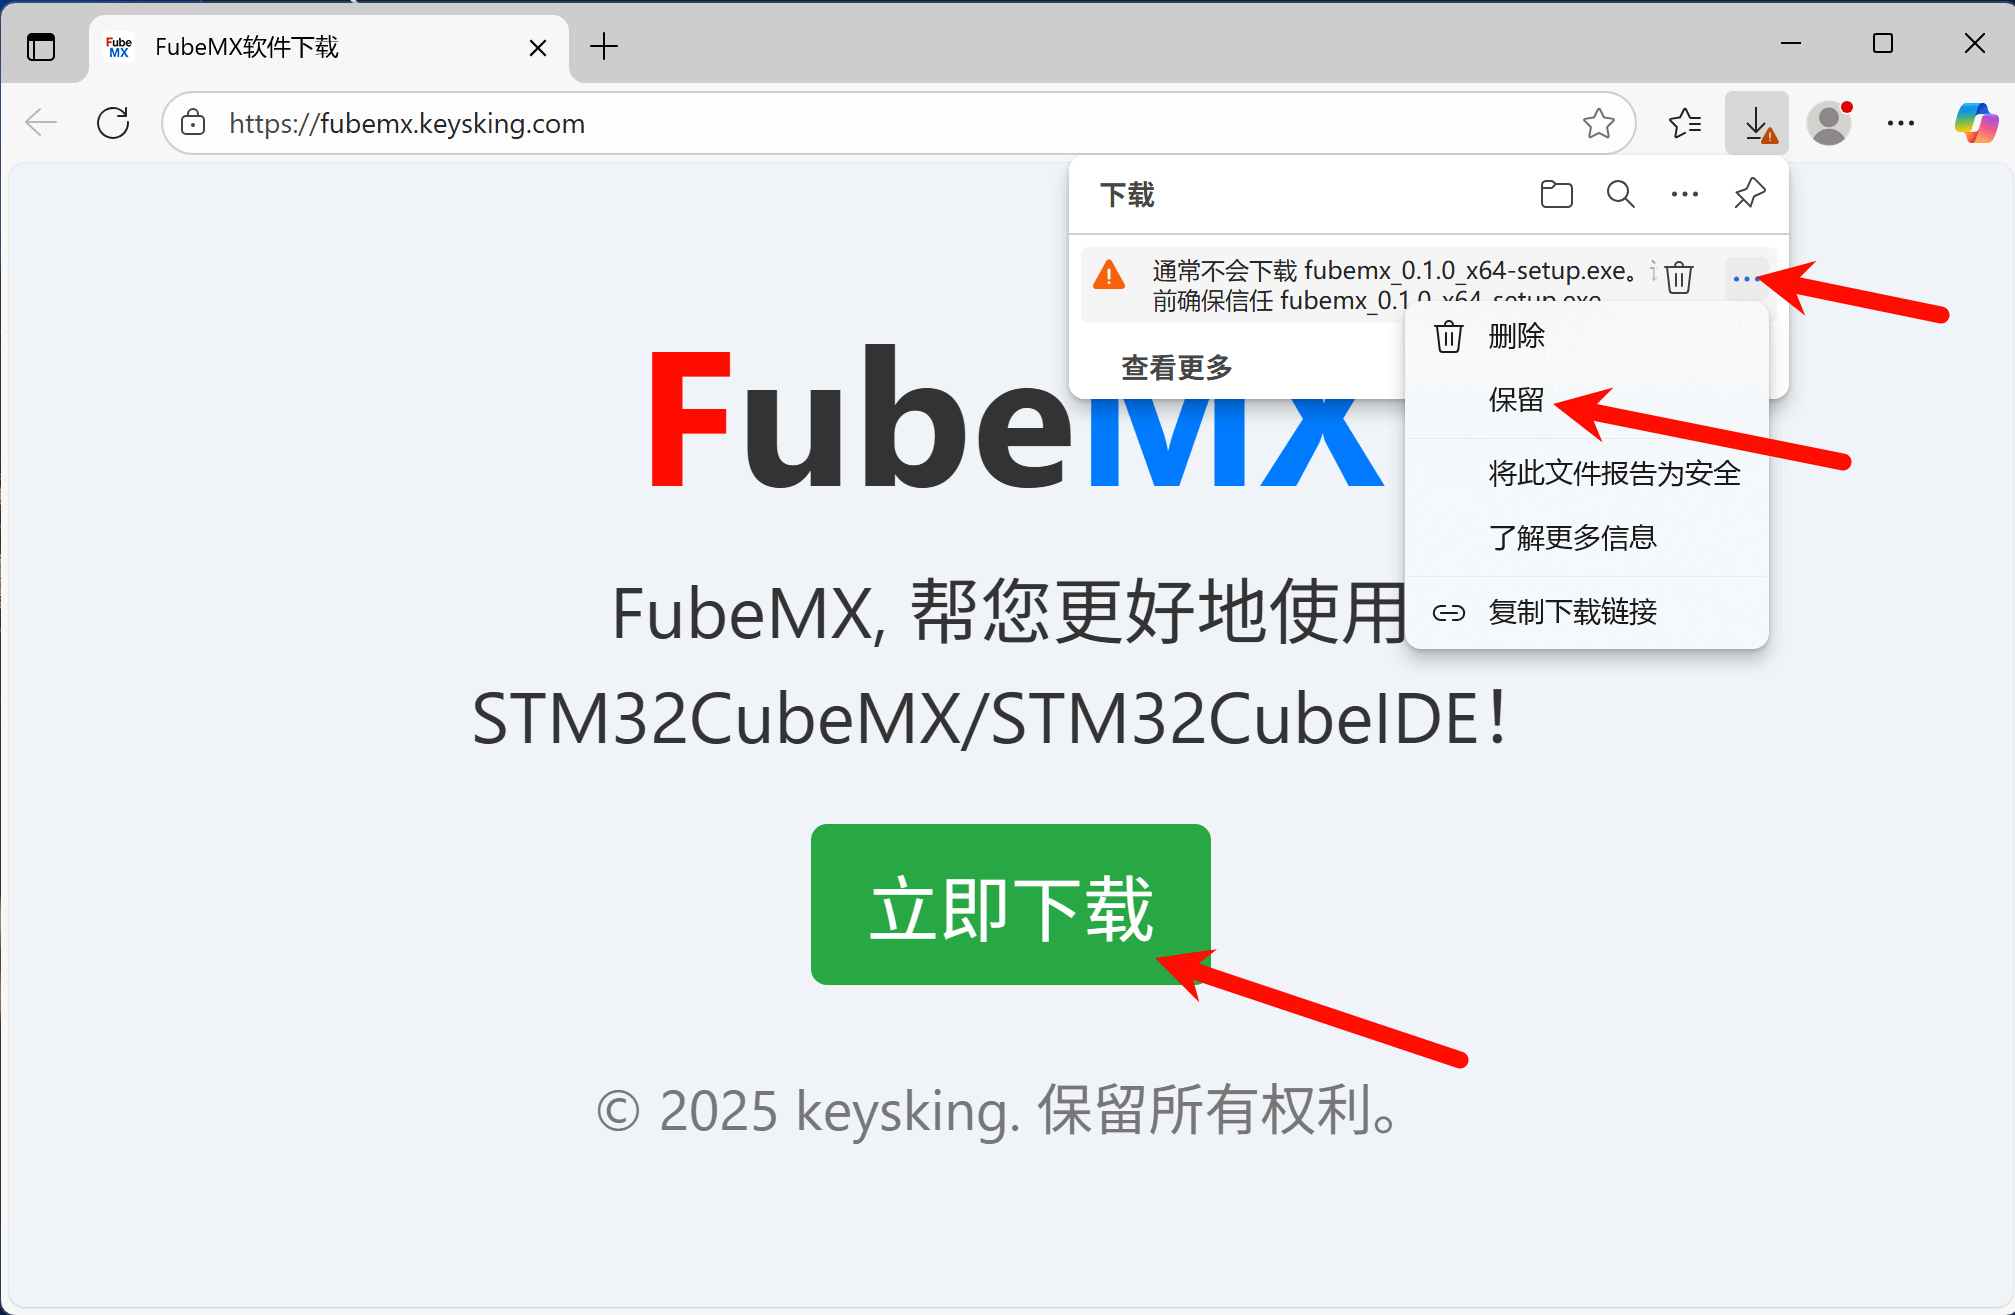 Fube
MX
FubeMX软件下载
https://fubemx.keysking.com
下载
通常不会下载 fubemx_0.1.0_x64-setup.exe。
前确保信任 fubemx_0.1.0_x64-setup.exe
查看更多
删除
保留
将此文件报告为安全
了解更多信息
复制下载链接
FubeMX
FubeMX, 帮您更好地使用
STM32CubeMX/STM32CubeIDE!
立即下载
© 2025 keysking. 保留所有权利。